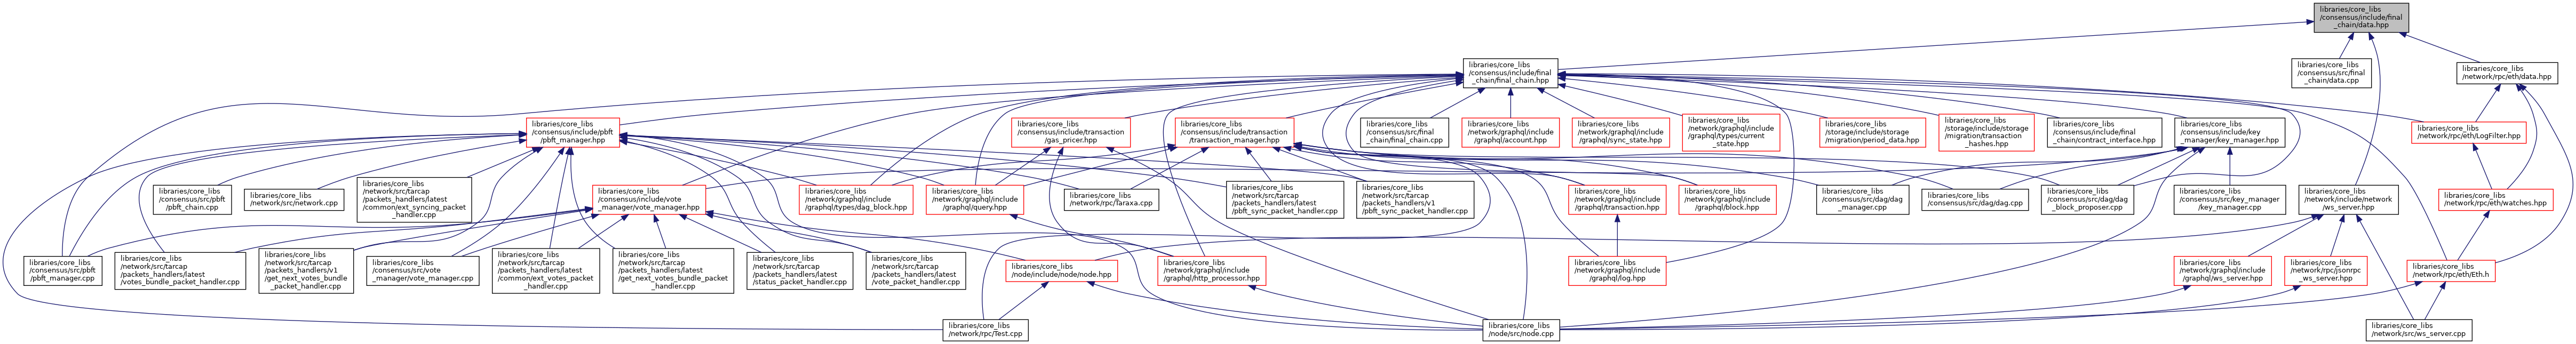 libraries/core_libs
/consensus/include/final
_chain/data.hpp
libraries/core_libs
/consensus/include/final
_chain/final_chain.hpp
libraries/core_libs
/consensus/src/final
_chain/data.cpp
libraries/core_libs
/network/rpc/eth/data.hpp
libraries/core_libs
/consensus/include/pbft
/pbft_manager.hpp
libraries/core_libs
/consensus/include/transaction
/gas_pricer.hpp
libraries/core_libs
/consensus/include/transaction
/transaction_manager.hpp
libraries/core_libs
/consensus/src/final
_chain/final_chain.cpp
libraries/core_libs
/network/graphql/include
/graphql/account.hpp
libraries/core_libs
/network/graphql/include
/graphql/sync_state.hpp
libraries/core_libs
/network/graphql/include
/graphql/types/current
_state.hpp
libraries/core_libs
/storage/include/storage
/migration/period_data.hpp
libraries/core_libs
/storage/include/storage
/migration/transaction
_hashes.hpp
libraries/core_libs
/consensus/include/final
_chain/contract_interface.hpp
libraries/core_libs
/consensus/include/key
_manager/key_manager.hpp
libraries/core_libs
/network/rpc/eth/LogFilter.hpp
libraries/core_libs
/consensus/src/pbft
/pbft_chain.cpp
libraries/core_libs
/network/src/network.cpp
libraries/core_libs
/network/src/tarcap
/packets_handlers/latest
/common/ext_syncing_packet
_handler.cpp
libraries/core_libs
/consensus/include/vote
_manager/vote_manager.hpp
libraries/core_libs
/network/graphql/include
/graphql/types/dag_block.hpp
libraries/core_libs
/network/graphql/include
/graphql/query.hpp
libraries/core_libs
/network/rpc/Taraxa.cpp
libraries/core_libs
/network/src/tarcap
/packets_handlers/latest
/pbft_sync_packet_handler.cpp
libraries/core_libs
/network/src/tarcap
/packets_handlers/v1
/pbft_sync_packet_handler.cpp
libraries/core_libs
/network/graphql/include
/graphql/transaction.hpp
libraries/core_libs
/network/graphql/include
/graphql/block.hpp
libraries/core_libs
/consensus/src/dag/dag
_manager.cpp
libraries/core_libs
/consensus/src/dag/dag.cpp
libraries/core_libs
/consensus/src/dag/dag
_block_proposer.cpp
libraries/core_libs
/consensus/src/key_manager
/key_manager.cpp
libraries/core_libs
/network/include/network
/ws_server.hpp
libraries/core_libs
/network/rpc/eth/watches.hpp
libraries/core_libs
/consensus/src/pbft
/pbft_manager.cpp
libraries/core_libs
/network/src/tarcap
/packets_handlers/latest
/votes_bundle_packet_handler.cpp
libraries/core_libs
/network/src/tarcap
/packets_handlers/v1
/get_next_votes_bundle
_packet_handler.cpp
libraries/core_libs
/consensus/src/vote
_manager/vote_manager.cpp
libraries/core_libs
/network/src/tarcap
/packets_handlers/latest
/common/ext_votes_packet
_handler.cpp
libraries/core_libs
/network/src/tarcap
/packets_handlers/latest
/get_next_votes_bundle_packet
_handler.cpp
libraries/core_libs
/network/src/tarcap
/packets_handlers/latest
/status_packet_handler.cpp
libraries/core_libs
/network/src/tarcap
/packets_handlers/latest
/vote_packet_handler.cpp
libraries/core_libs
/node/include/node/node.hpp
libraries/core_libs
/network/graphql/include
/graphql/http_processor.hpp
libraries/core_libs
/network/graphql/include
/graphql/log.hpp
libraries/core_libs
/network/graphql/include
/graphql/ws_server.hpp
libraries/core_libs
/network/rpc/jsonrpc
_ws_server.hpp
libraries/core_libs
/network/rpc/eth/Eth.h
libraries/core_libs
/network/rpc/Test.cpp
libraries/core_libs
/node/src/node.cpp
libraries/core_libs
/network/src/ws_server.cpp